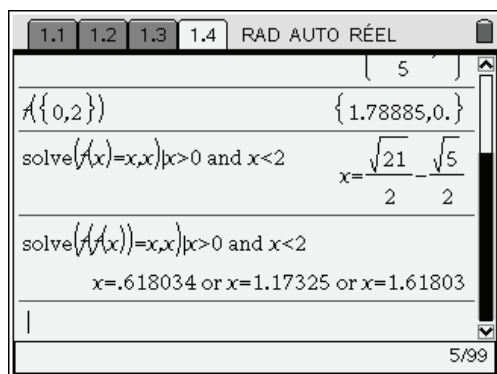 1.1 1.2 1.3 1.4 RAD AUTO RÉEL
5
f({0,2}) {1.78885,0.}
solve(f(x)=x,x)|x>0 and x<2 x=√21/2-√5/2
solve(f(f(x))=x,x)|x>0 and x<2
x=.618034 or x=1.17325 or x=1.61803
5/99